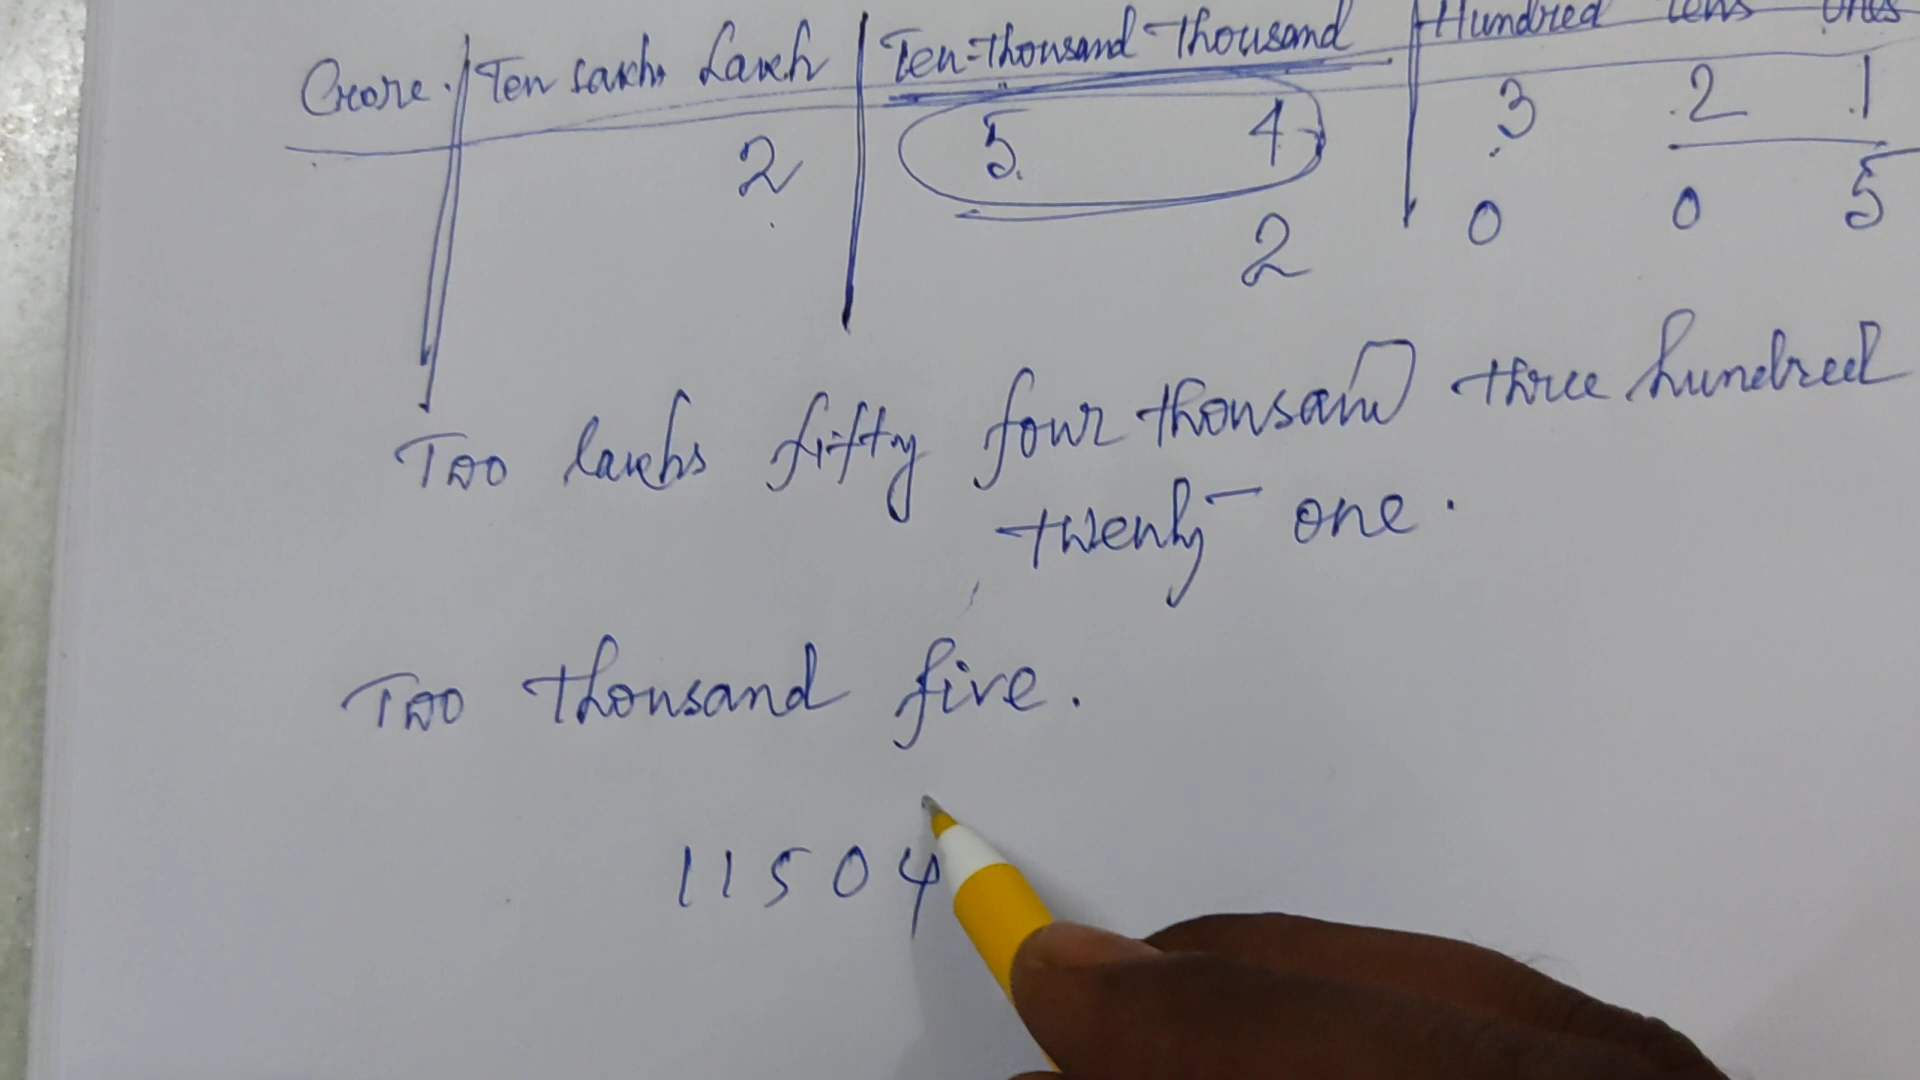 Crore. Ten Lakhs Lakh Ten-thousand Thousand Hundred Tens Ones
2 5 4 3 2 1
2 0 0 5
Two lakhs fifty four thousand three hundred
twenty one.
Two thousand five.
11504